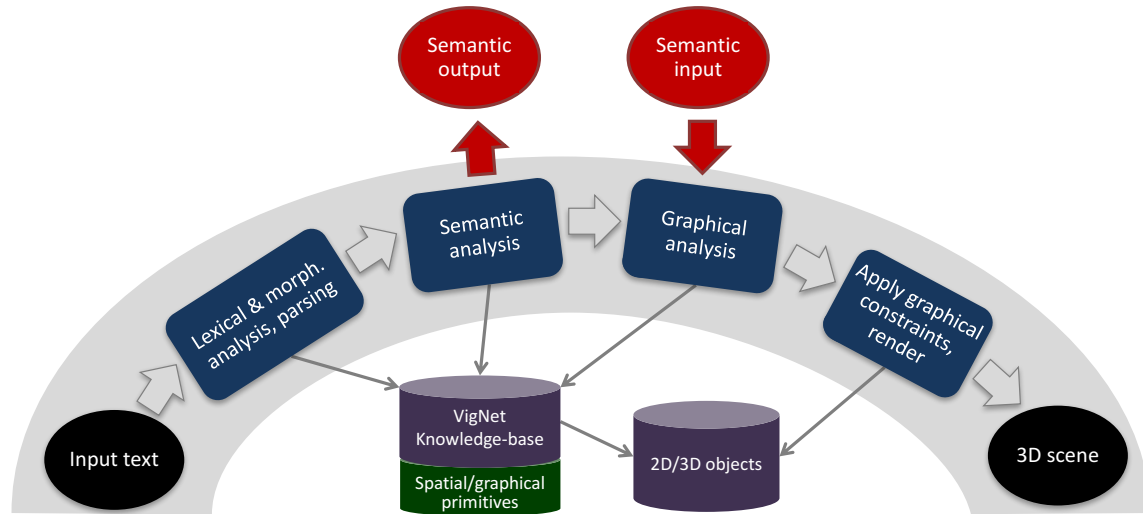 Semantic
output
Semantic
input
Semantic
analysis
Graphical
analysis
Lexical & morph.
analysis, parsing
Apply graphical
constraints,
render
Input text
VigNet
Knowledge-base
Spatial/graphical
primitives
2D/3D objects
3D scene